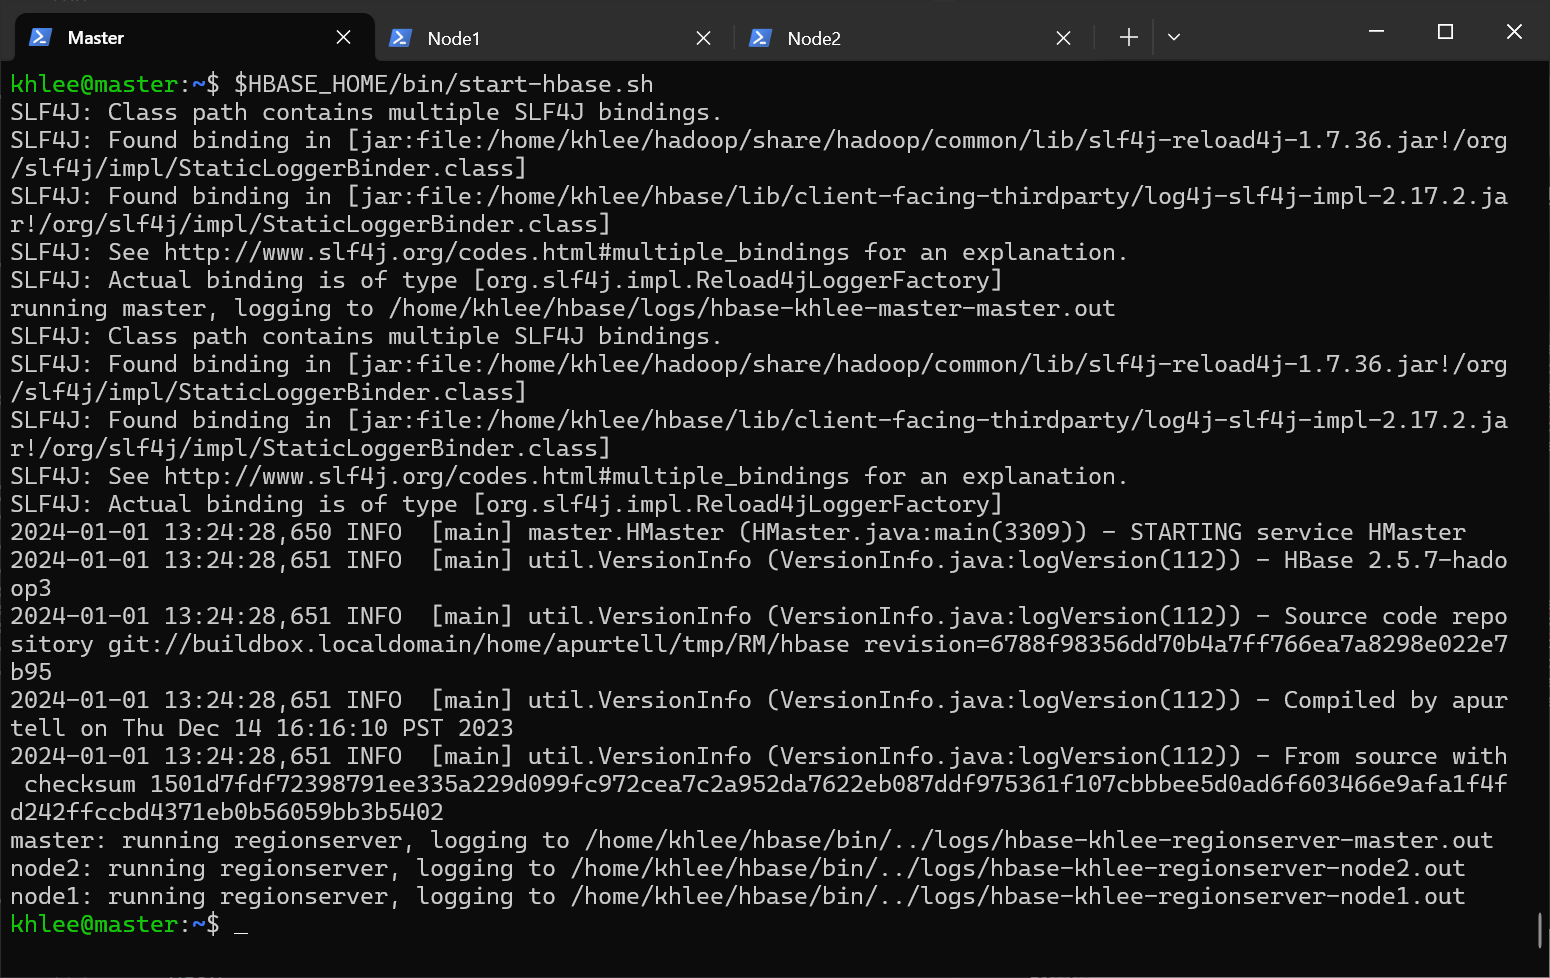 Master
Node1
Node2
khlee@master:~$ $HBASE_HOME/bin/start-hbase.sh
SLF4J: Class path contains multiple SLF4J bindings.
SLF4J: Found binding in [jar:file:/home/khlee/hadoop/share/hadoop/common/lib/slf4j-reload4j-1.7.36.jar!/org
/slf4j/impl/StaticLoggerBinder.class]
SLF4J: Found binding in [jar:file:/home/khlee/hbase/lib/client-facing-thirdparty/log4j-slf4j-impl-2.17.2.ja
r!/org/slf4j/impl/StaticLoggerBinder.class]
SLF4J: See http://www.slf4j.org/codes.html#multiple_bindings for an explanation.
SLF4J: Actual binding is of type [org.slf4j.impl.Reload4jLoggerFactory]
running master, logging to /home/khlee/hbase/logs/hbase-khlee-master-master.out
SLF4J: Class path contains multiple SLF4J bindings.
SLF4J: Found binding in [jar:file:/home/khlee/hadoop/share/hadoop/common/lib/slf4j-reload4j-1.7.36.jar!/org
/slf4j/impl/StaticLoggerBinder.class]
SLF4J: Found binding in [jar:file:/home/khlee/hbase/lib/client-facing-thirdparty/log4j-slf4j-impl-2.17.2.ja
r!/org/slf4j/impl/StaticLoggerBinder.class]
SLF4J: See http://www.slf4j.org/codes.html#multiple_bindings for an explanation.
SLF4J: Actual binding is of type [org.slf4j.impl.Reload4jLoggerFactory]
2024-01-01 13:24:28,650 INFO  [main] master.HMaster (HMaster.java:main(3309)) - STARTING service HMaster
2024-01-01 13:24:28,651 INFO  [main] util.VersionInfo (VersionInfo.java:logVersion(112)) - HBase 2.5.7-hado
op3
2024-01-01 13:24:28,651 INFO  [main] util.VersionInfo (VersionInfo.java:logVersion(112)) - Source code repo
sitory git://buildbox.localdomain/home/apurtell/tmp/RM/hbase revision=6788f98356dd70b4a7ff766ea7a8298e022e7
b95
2024-01-01 13:24:28,651 INFO  [main] util.VersionInfo (VersionInfo.java:logVersion(112)) - Compiled by apur
tell on Thu Dec 14 16:16:10 PST 2023
2024-01-01 13:24:28,651 INFO  [main] util.VersionInfo (VersionInfo.java:logVersion(112)) - From source with
 checksum 1501d7fdf72398791ee335a229d099fc972cea7c2a952da7622eb087ddf975361f107cbbbee5d0ad6f603466e9afa1f4f
d242ffccbd4371eb0b56059bb3b5402
master: running regionserver, logging to /home/khlee/hbase/bin/../logs/hbase-khlee-regionserver-master.out
node2: running regionserver, logging to /home/khlee/hbase/bin/../logs/hbase-khlee-regionserver-node2.out
node1: running regionserver, logging to /home/khlee/hbase/bin/../logs/hbase-khlee-regionserver-node1.out
khlee@master:~$ _